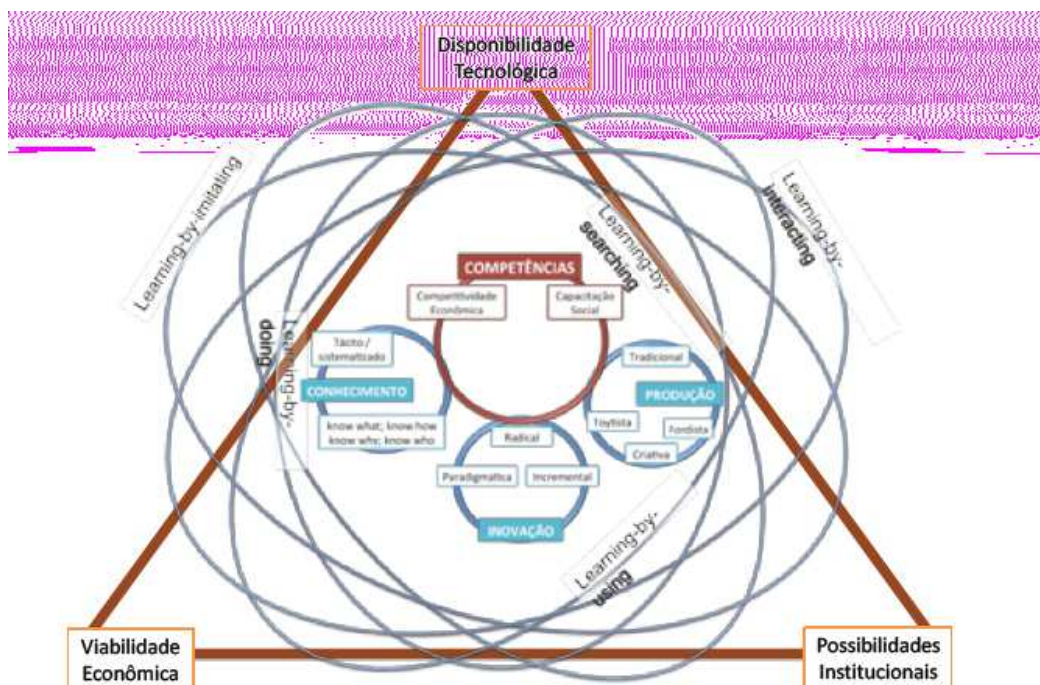 Disponibilidade
Tecnológica
Learning-by-imitating
Learning-by-
interacting
Learning-by-
searching
COMPETÊNCIAS
Competitividade
Econômica
Capacitação
Social
Learning-by-
doing
Tácito /
sistematizado
CONHECIMENTO
know what; know how
know why; know who
Tradicional
PRODUÇÃO
Toytista
Fordista
Criativa
Radical
Paradigmática
Incremental
INOVAÇÃO
Learning-by-
using
Viabilidade
Econômica
Possibilidades
Institucionais